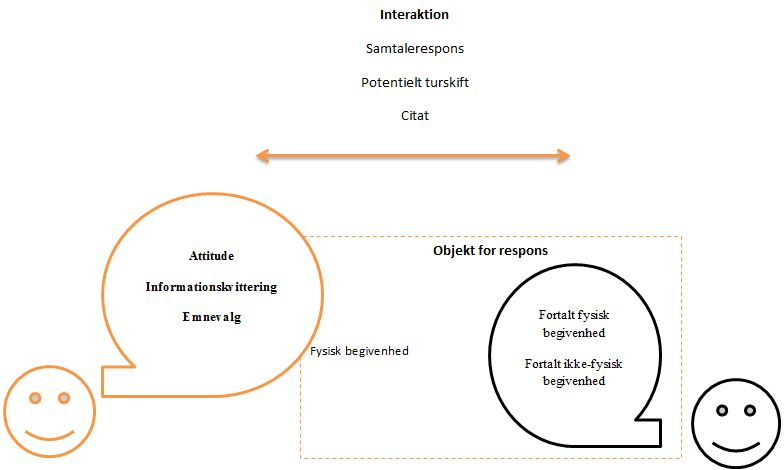 Interaktion
Samtalerespons
Potentielt turskift
Citat
Attitude
Informationskvittering
Emnevalg
Objekt for respons
Fysisk begivenhed
Fortalt fysisk
begivenhed
Fortalt ikke-fysisk
begivenhed